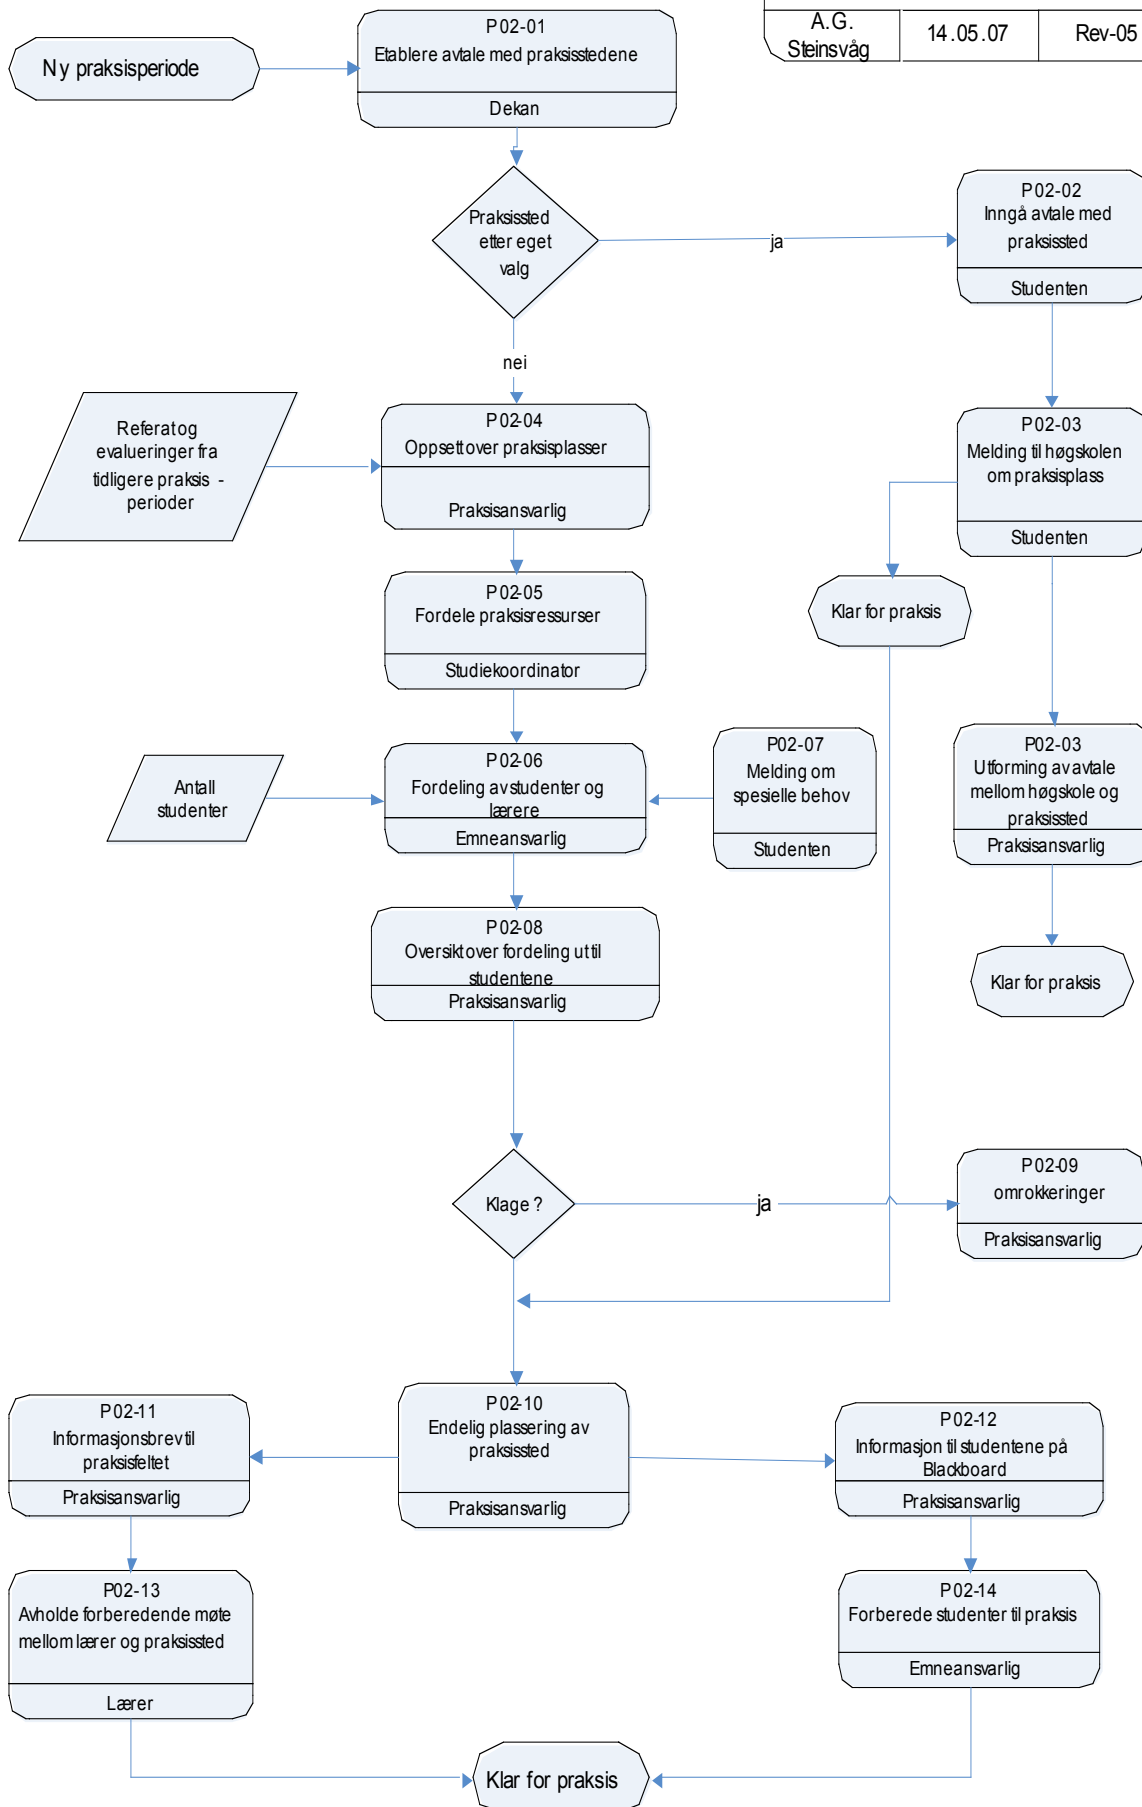 A.G.
Steinsvåg
14.05.07
Rev-05
Ny praksisperiode
P02-01
Etablere avtale med praksisstedene
Dekan
Praksissted
etter eget
valg
ja
P02-02
Inngå avtale med
praksissted
Studenten
nei
Referat og
evalueringer fra
tidligere praksis -
perioder
P02-04
Oppsett over praksisplasser
Praksisansvarlig
P02-03
Melding til høgskolen
om praksisplass
Studenten
P02-05
Fordele praksisressurser
Studiekoordinator
Klar for praksis
Antall
studenter
P02-06
Fordeling av studenter og
lærere
Emneansvarlig
P02-07
Melding om
spesielle behov
Studenten
P02-03
Utforming av avtale
mellom høgskole og
praksissted
Praksisansvarlig
P02-08
Oversikt over fordeling ut til
studentene
Praksisansvarlig
Klar for praksis
Klage ?
ja
P02-09
omrokkeringer
Praksisansvarlig
P02-11
Informasjonsbrev til
praksisfeltet
Praksisansvarlig
P02-10
Endelig plassering av
praksissted
Praksisansvarlig
P02-12
Informasjon til studentene på
Blackboard
Praksisansvarlig
P02-13
Avholde forberedende møte
mellom lærer og praksissted
Lærer
P02-14
Forberede studenter til praksis
Emneansvarlig
Klar for praksis